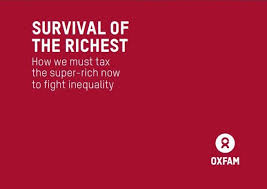 SURVIVAL OF
THE RICHEST
How we must tax
the super-rich now
to fight inequality
OXFAM